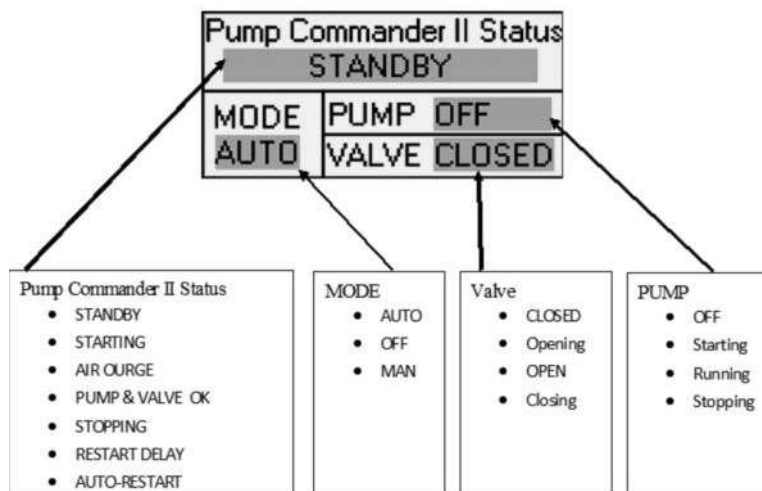 Pump Commander II Status
STANDBY
MODE
AUTO
PUMP OFF
VALVE CLOSED
Pump Commander II Status
• STANDBY
• STARTING
• AIR OURGE
• PUMP & VALVE OK
• STOPPING
• RESTART DELAY
• AUTO-RESTART
MODE
• AUTO
• OFF
• MAN
Valve
• CLOSED
• Opening
• OPEN
• Closing
PUMP
• OFF
• Starting
• Running
• Stopping